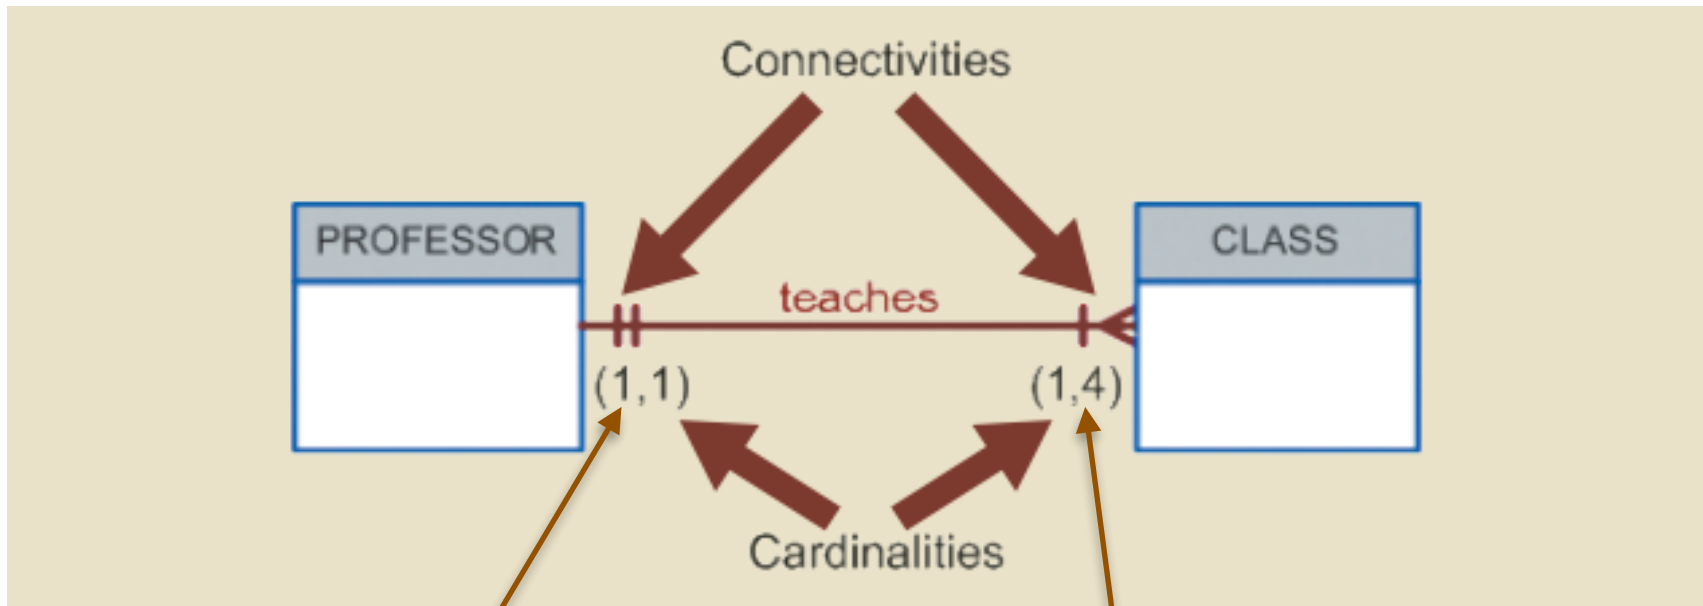 Connectivities
PROFESSOR
CLASS
teaches
(1,1)
(1,4)
Cardinalities